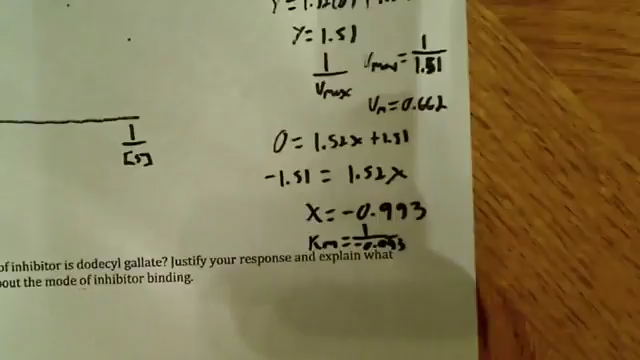 Y = 1.51
1/Vmax Vmax = 1/1.51
Vm = 0.662
0 = 1.52x + 1.51
-1.51 = 1.52x
X = -0.993
1/[S]
Km = 1/-0.993
of inhibitor is dodecyl gallate? Justify your response and explain what
out the mode of inhibitor binding.